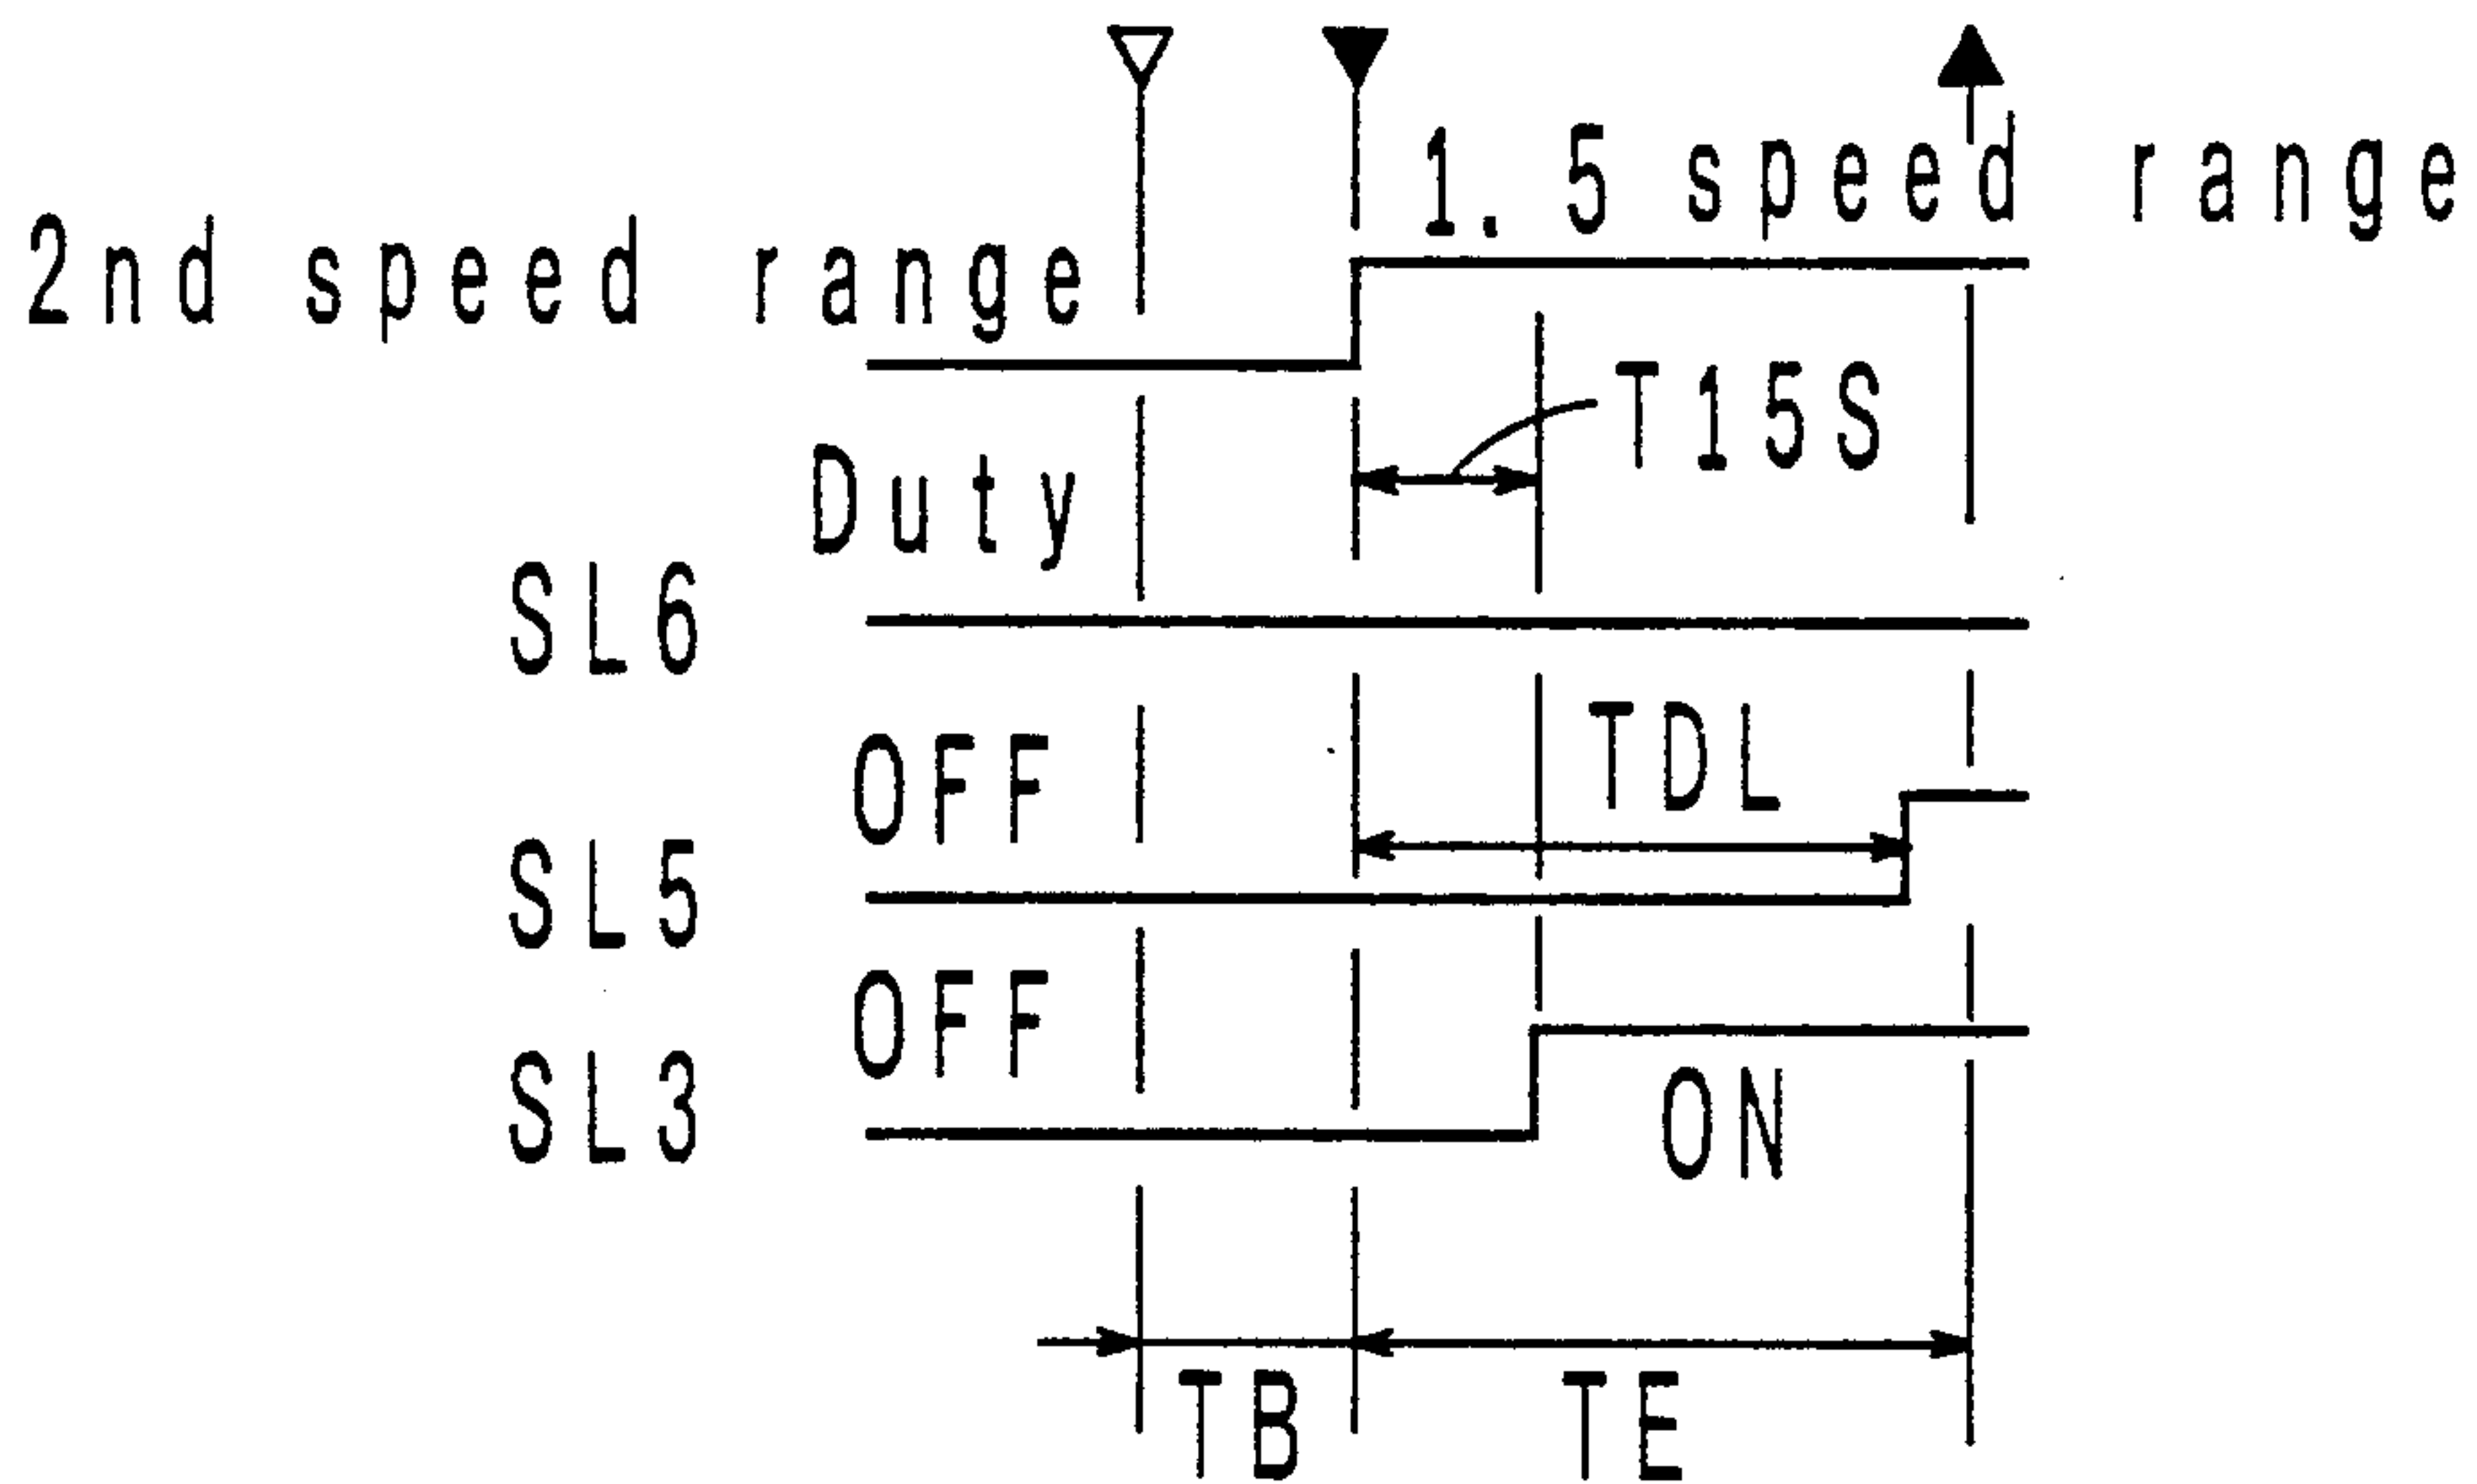 1.5 speed range
2nd speed range
T15S
Duty
SL6
TDL
OFF
SL5
OFF
SL3
ON
TB TE